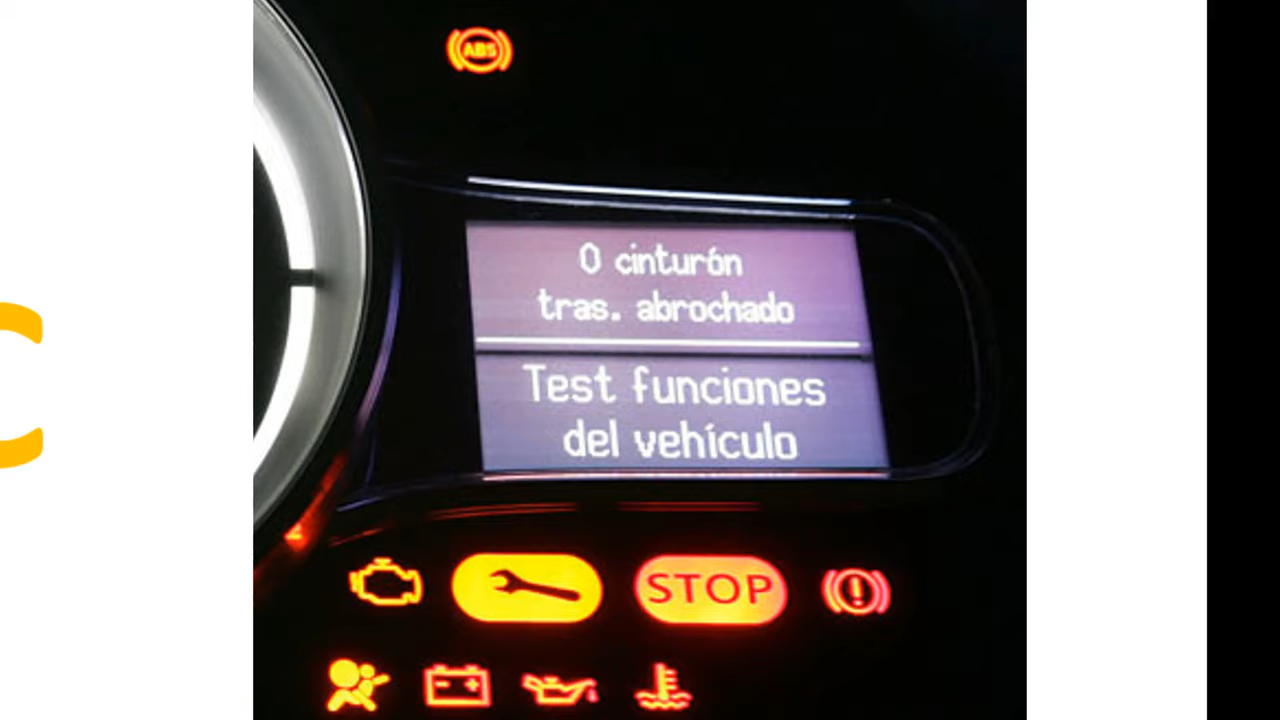 ABS
0 cinturón
tras. abrochado
Test funciones
del vehículo
STOP